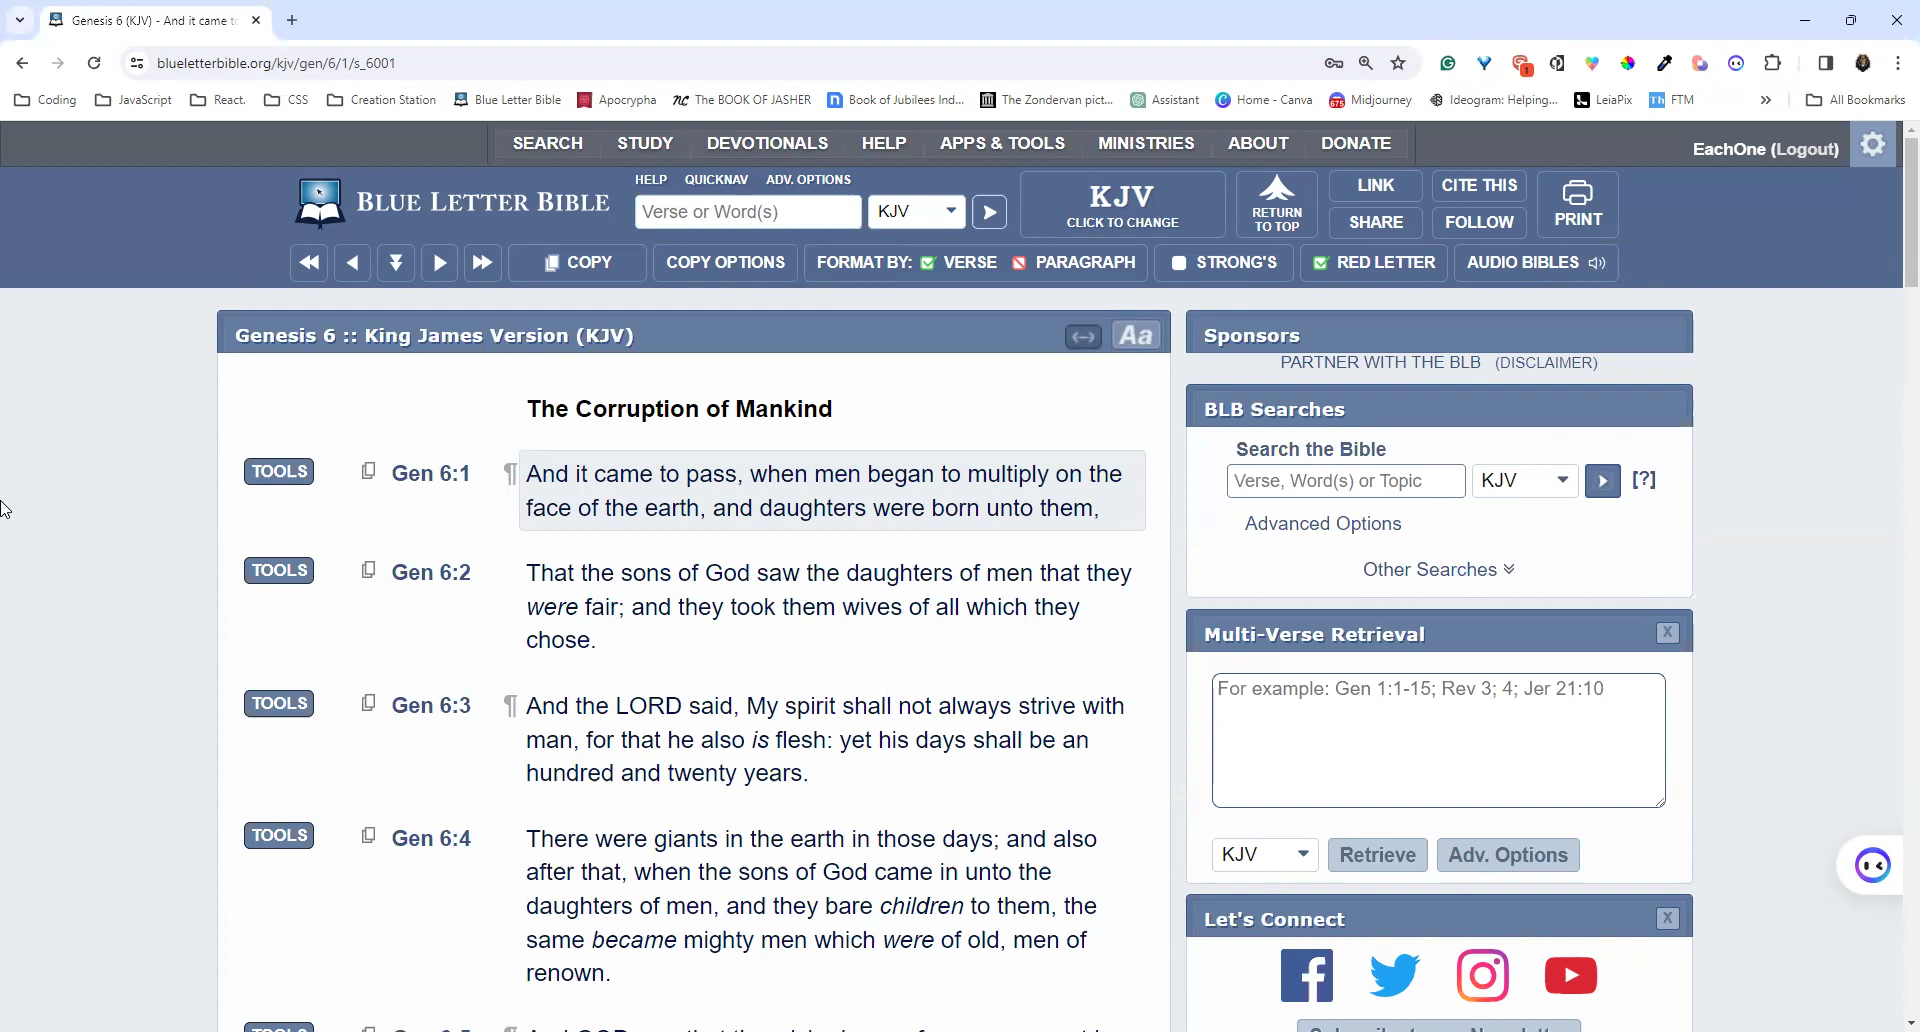 Genesis 6 (KJV) - And it came to
blueletterbible.org/kjv/gen/6/1/s_6001
1
Coding JavaScript React. CSS Creation Station Blue Letter Bible Apocrypha The BOOK OF JASHER Book of Jubilees Ind... The Zondervan pict... Assistant Home - Canva 675 Midjourney Ideogram: Helping... LeiaPix Th FTM All Bookmarks
SEARCH STUDY DEVOTIONALS HELP APPS & TOOLS MINISTRIES ABOUT DONATE
EachOne (Logout)
BLUE LETTER BIBLE
HELP QUICKNAV ADV. OPTIONS
Verse or Word(s) KJV
KJV
CLICK TO CHANGE
RETURN
TO TOP
LINK CITE THIS
SHARE FOLLOW
PRINT
COPY COPY OPTIONS FORMAT BY: VERSE PARAGRAPH STRONG'S RED LETTER AUDIO BIBLES
Genesis 6 :: King James Version (KJV) Aa
The Corruption of Mankind
TOOLS Gen 6:1 ¶ And it came to pass, when men began to multiply on the
face of the earth, and daughters were born unto them,
TOOLS Gen 6:2 That the sons of God saw the daughters of men that they
were fair; and they took them wives of all which they
chose.
TOOLS Gen 6:3 ¶ And the LORD said, My spirit shall not always strive with
man, for that he also is flesh: yet his days shall be an
hundred and twenty years.
TOOLS Gen 6:4 There were giants in the earth in those days; and also
after that, when the sons of God came in unto the
daughters of men, and they bare children to them, the
same became mighty men which were of old, men of
renown.
Sponsors
PARTNER WITH THE BLB (DISCLAIMER)
BLB Searches
Search the Bible
Verse, Word(s) or Topic KJV [?]
Advanced Options
Other Searches
Multi-Verse Retrieval X
For example: Gen 1:1-15; Rev 3; 4; Jer 21:10
KJV Retrieve Adv. Options
Let's Connect X